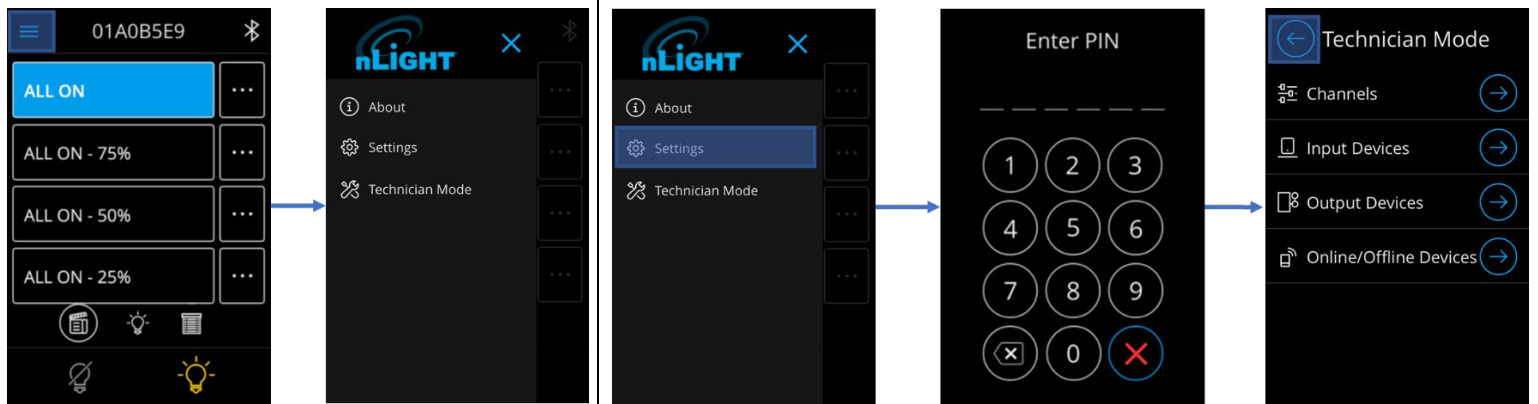 01A0B5E9
ALL ON
ALL ON - 75%
ALL ON - 50%
ALL ON - 25%
nLIGHT
About
Settings
Technician Mode
nLIGHT
About
Settings
Technician Mode
Enter PIN
1 2 3
4 5 6
7 8 9
0
Technician Mode
Channels
Input Devices
Output Devices
Online/Offline Devices